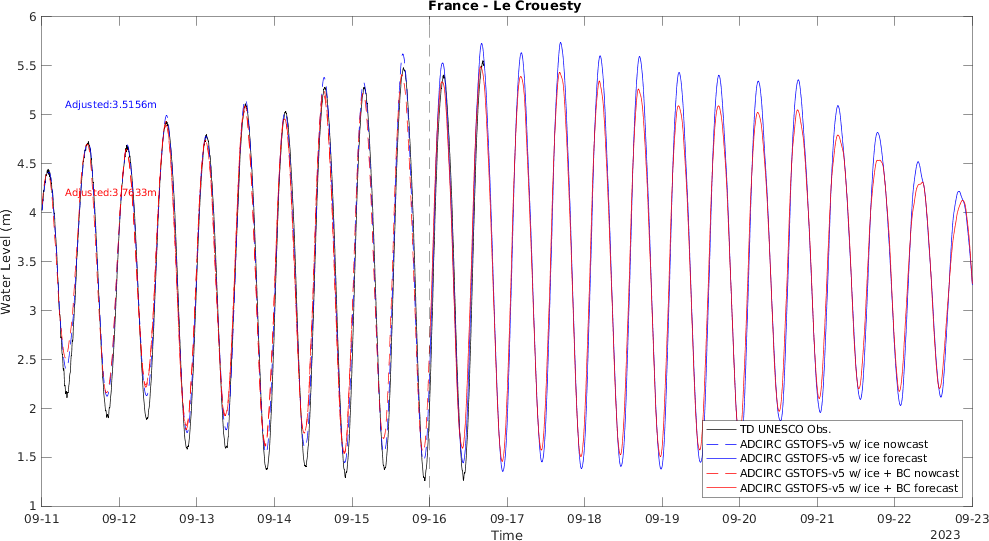 France - Le Crouesty
Water Level (m)
6
5.5
5
4.5
4
3.5
3
2.5
2
1.5
1
Adjusted:3.5156m
Adjusted:3.7633m
TD UNESCO Obs.
ADCIRC GSTOFS-v5 w/ ice nowcast
ADCIRC GSTOFS-v5 w/ ice forecast
ADCIRC GSTOFS-v5 w/ ice + BC nowcast
ADCIRC GSTOFS-v5 w/ ice + BC forecast
09-11 09-12 09-13 09-14 09-15 09-16 09-17 09-18 09-19 09-20 09-21 09-22 09-23
Time
2023